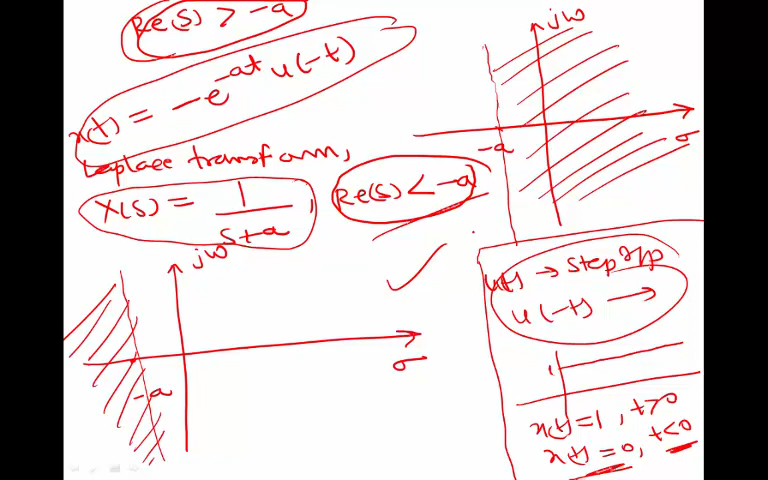 Re(s) > -a
x(t) = -e^-at u(-t)
Laplace transform,
X(s) = 1/(s+a), Re(s) < -a
jω
σ
-a
jω
σ
-a
u(t) → step
u(-t) →
1
x(t) = 1, t>0
x(t) = 0, t<0